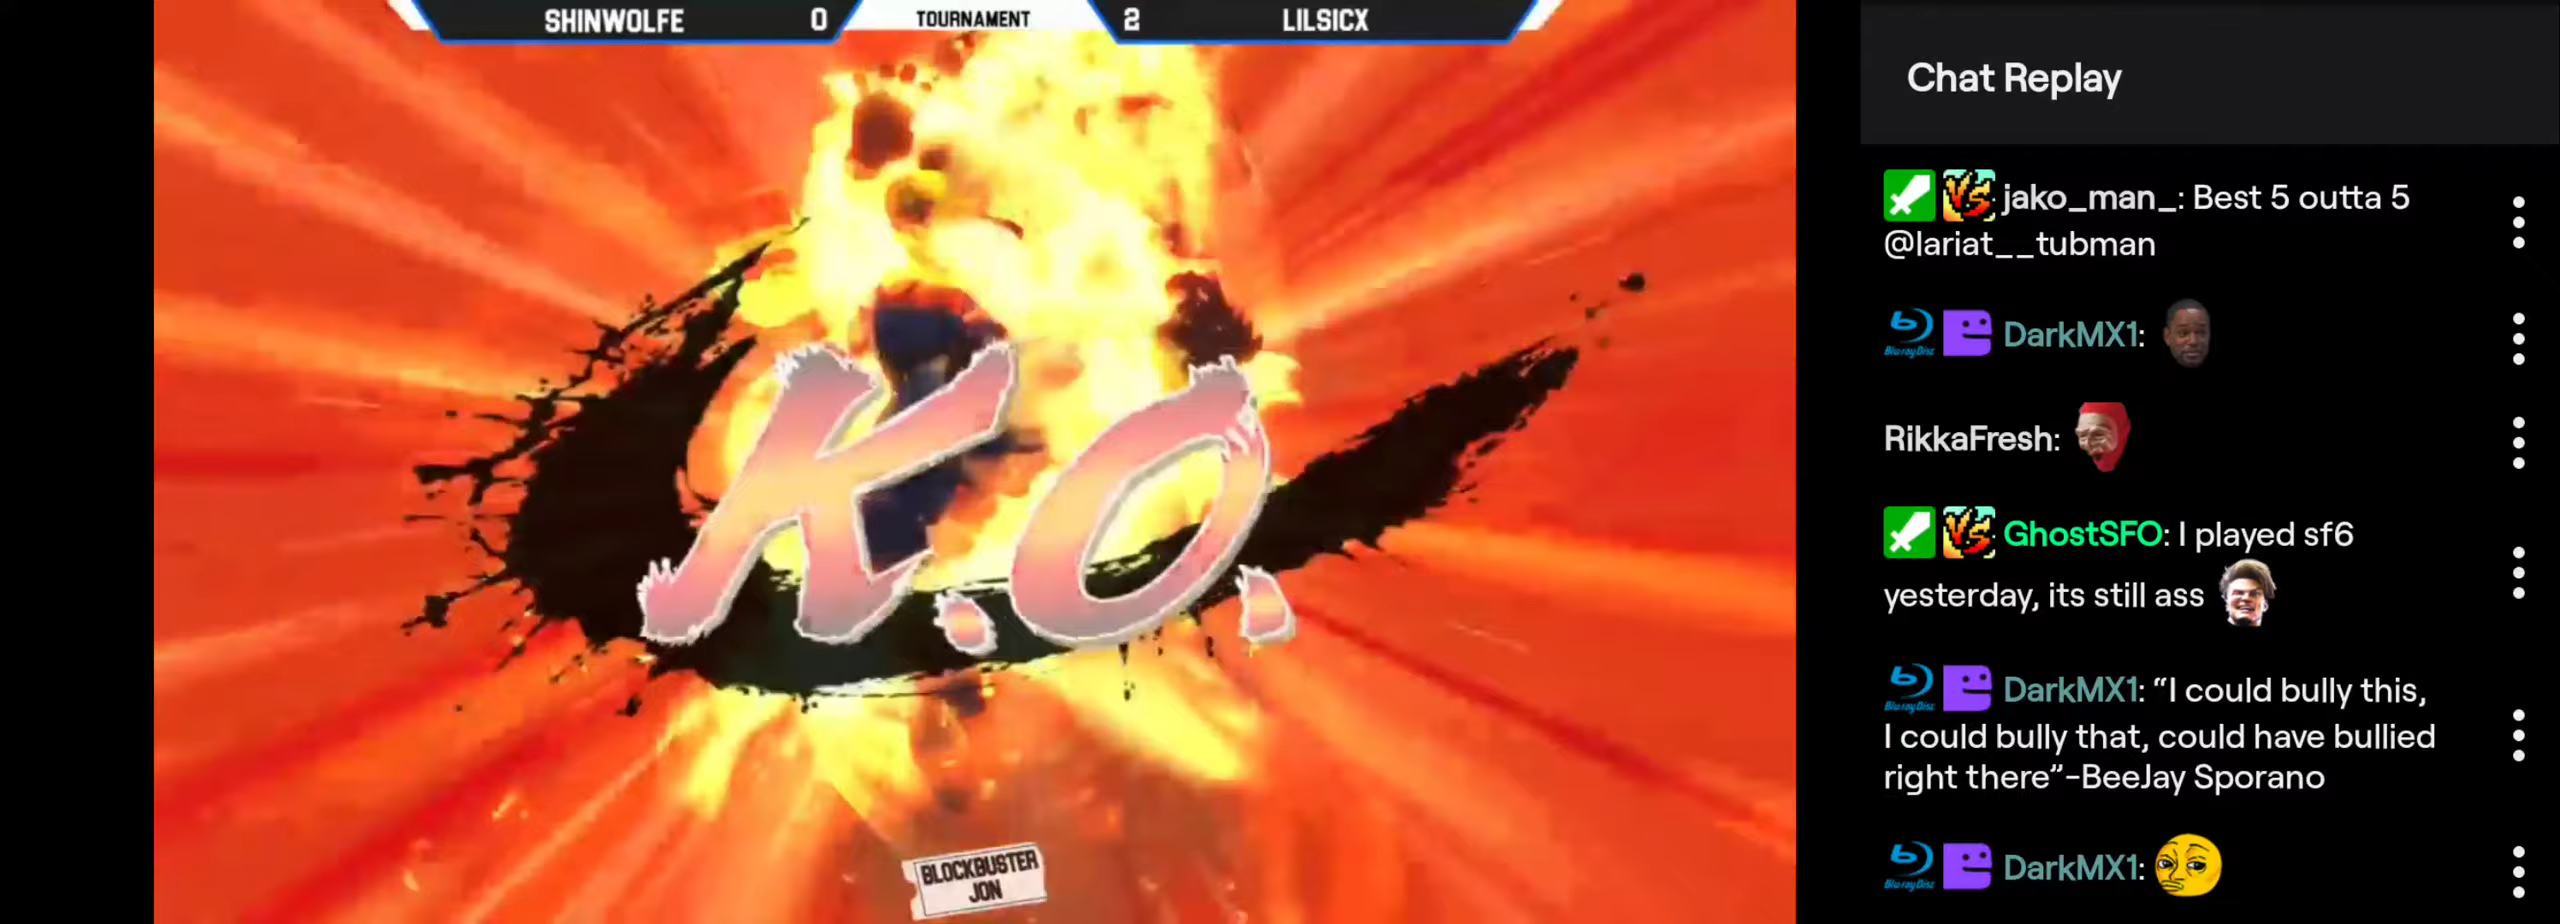 SHINWOLFE 0 TOURNAMENT 2 LILSICX
K.O.
BLOCKBUSTER
JON
Chat Replay
jako_man_: Best 5 outta 5
@lariat__tubman
DarkMX1:
RikkaFresh:
GhostSFO: I played sf6
yesterday, its still ass
DarkMX1: “I could bully this,
I could bully that, could have bullied
right there”-BeeJay Sporano
DarkMX1: